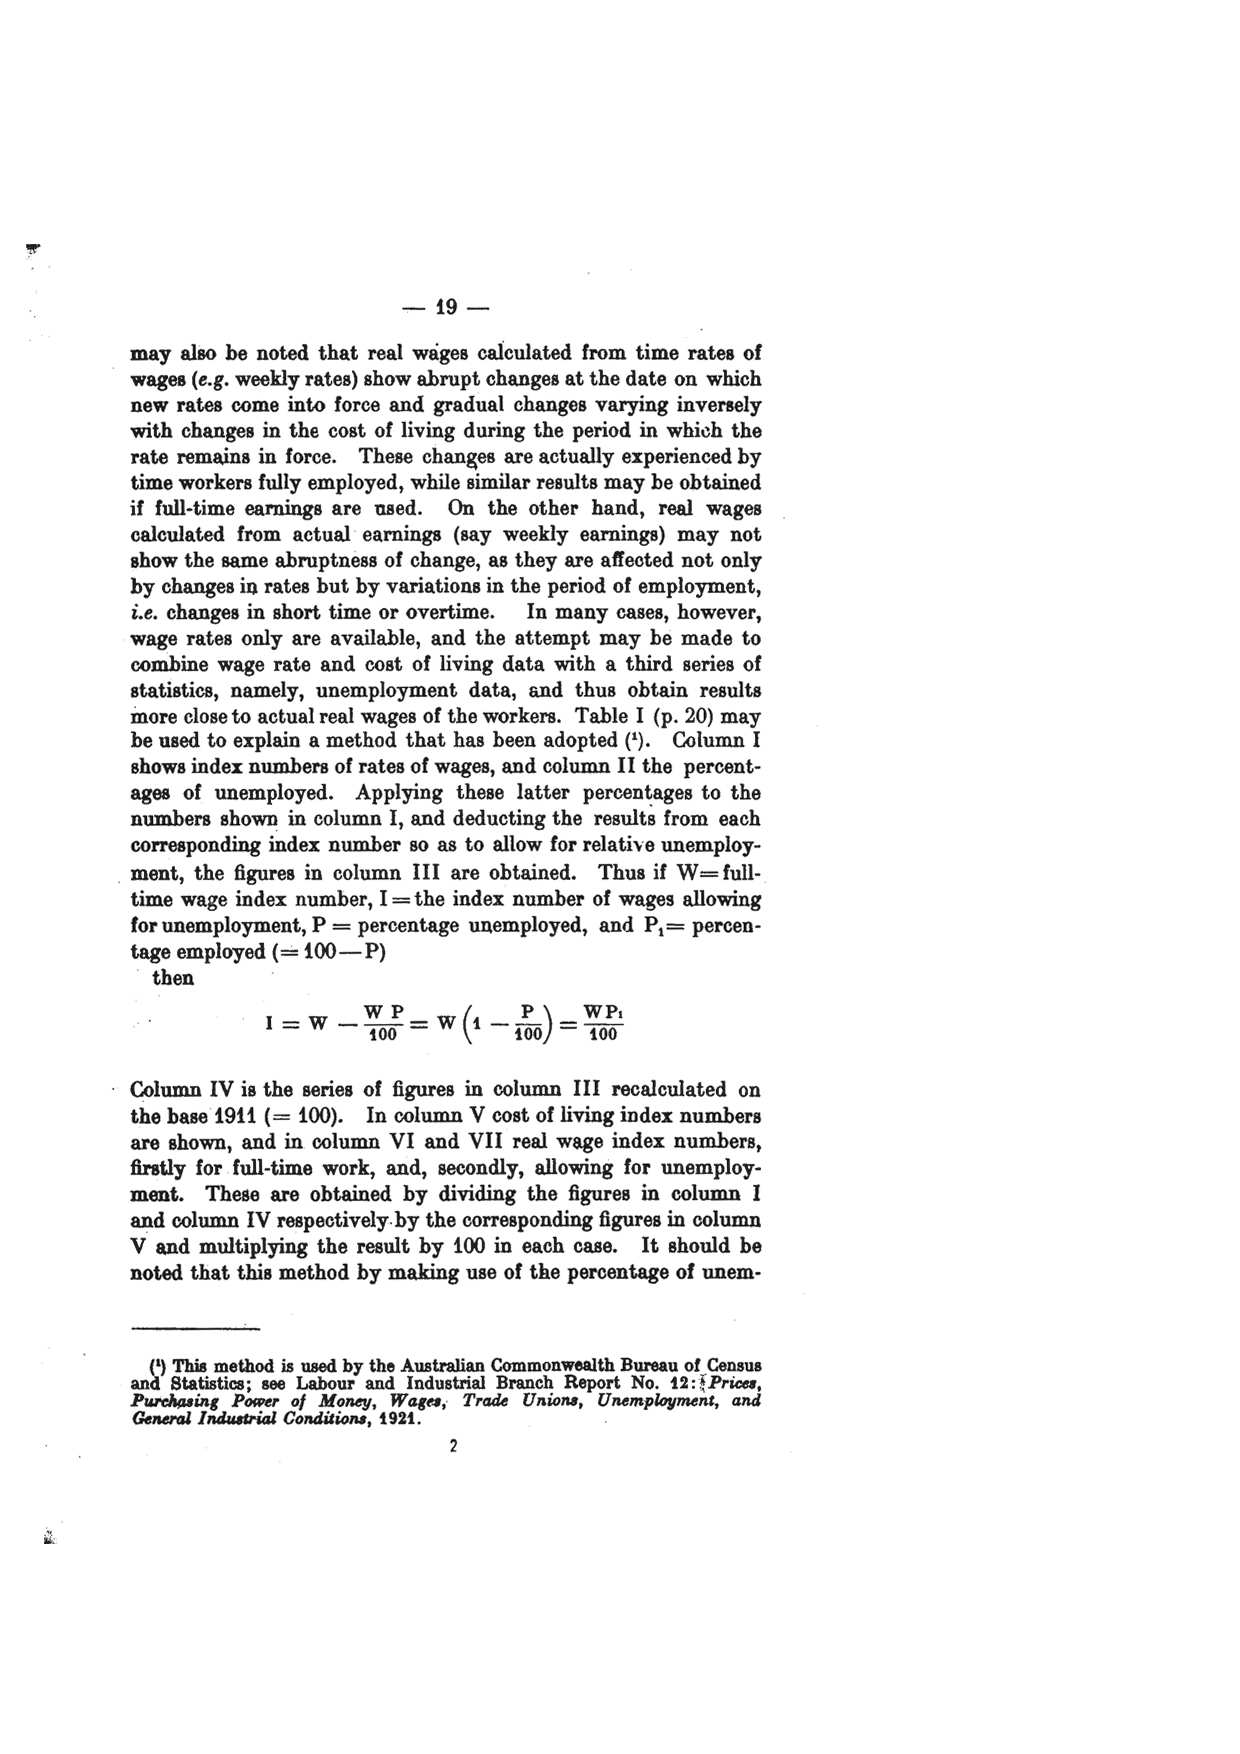 — 19 —
may also be noted that real wages calculated from time rates of
wages (e.g. weekly rates) show abrupt changes at the date on which
new rates come into force and gradual changes varying inversely
with changes in the cost of living during the period in which the
rate remains in force. These changes are actually experienced by
time workers fully employed, while similar results may be obtained
if full-time earnings are used. On the other hand, real wages
calculated from actual earnings (say weekly earnings) may not
show the same abruptness of change, as they are affected not only
by changes in rates but by variations in the period of employment,
i.e. changes in short time or overtime. In many cases, however,
wage rates only are available, and the attempt may be made to
combine wage rate and cost of living data with a third series of
statistics, namely, unemployment data, and thus obtain results
more close to actual real wages of the workers. Table I (p. 20) may
be used to explain a method that has been adopted (¹). Column I
shows index numbers of rates of wages, and column II the percent-
ages of unemployed. Applying these latter percentages to the
numbers shown in column I, and deducting the results from each
corresponding index number so as to allow for relative unemploy-
ment, the figures in column III are obtained. Thus if W= full-
time wage index number, I = the index number of wages allowing
for unemployment, P = percentage unemployed, and P₁= percen-
tage employed (= 100 — P)
then
I = W — W P/100 = W (1 — P/100) = WP₁/100
Column IV is the series of figures in column III recalculated on
the base 1911 (= 100). In column V cost of living index numbers
are shown, and in column VI and VII real wage index numbers,
firstly for full-time work, and, secondly, allowing for unemploy-
ment. These are obtained by dividing the figures in column I
and column IV respectively by the corresponding figures in column
V and multiplying the result by 100 in each case. It should be
noted that this method by making use of the percentage of unem-
(¹) This method is used by the Australian Commonwealth Bureau of Census
and Statistics; see Labour and Industrial Branch Report No. 12: Prices,
Purchasing Power of Money, Wages, Trade Unions, Unemployment, and
General Industrial Conditions, 1921.
2